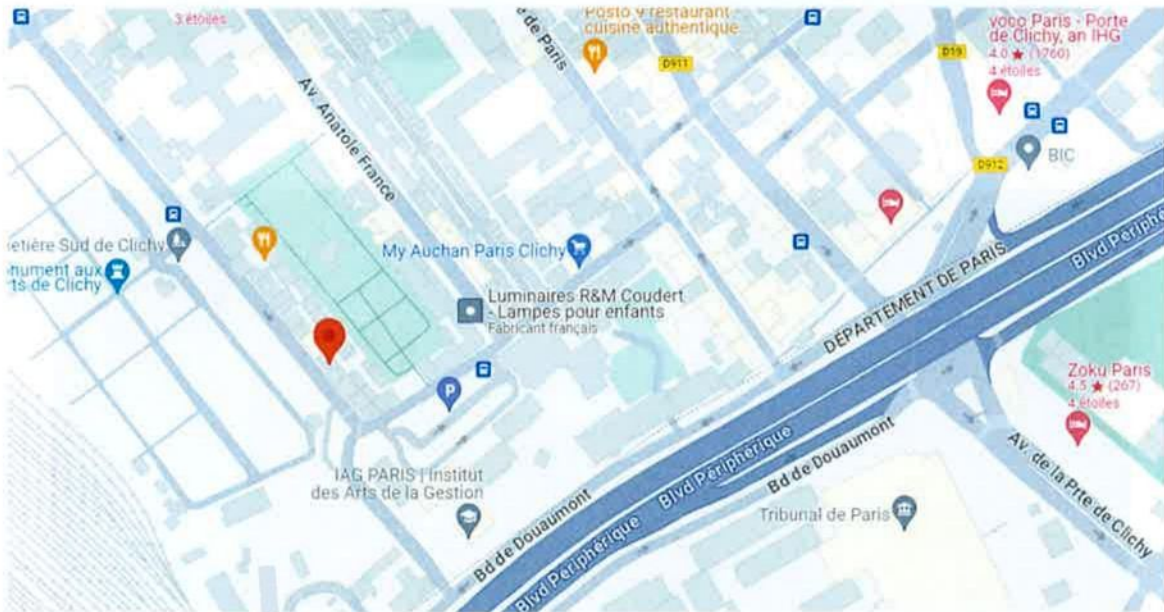 3 étoiles
Av. Anatole France
de Paris
Posto 9 restaurant
cuisine authentique
D911
D19
voco Paris - Porte
de Clichy, an IHG
4.0 ★ (1760)
4 étoiles
BIC
D912
etière Sud de Clichy
onument aux
rts de Clichy
My Auchan Paris Clichy
Luminaires R&M Coudert
- Lampes pour enfants
Fabricant français
P
DÉPARTEMENT DE PARIS
Blvd Périphé
Zoku Paris
4.5 ★ (267)
4 étoiles
IAG PARIS | Institut
des Arts de la Gestion
Bd de Douaumont
Blvd Périphérique
Blvd Périphérique
Bd de Douaumont
Tribunal de Paris
Av. de la Prte de Clichy